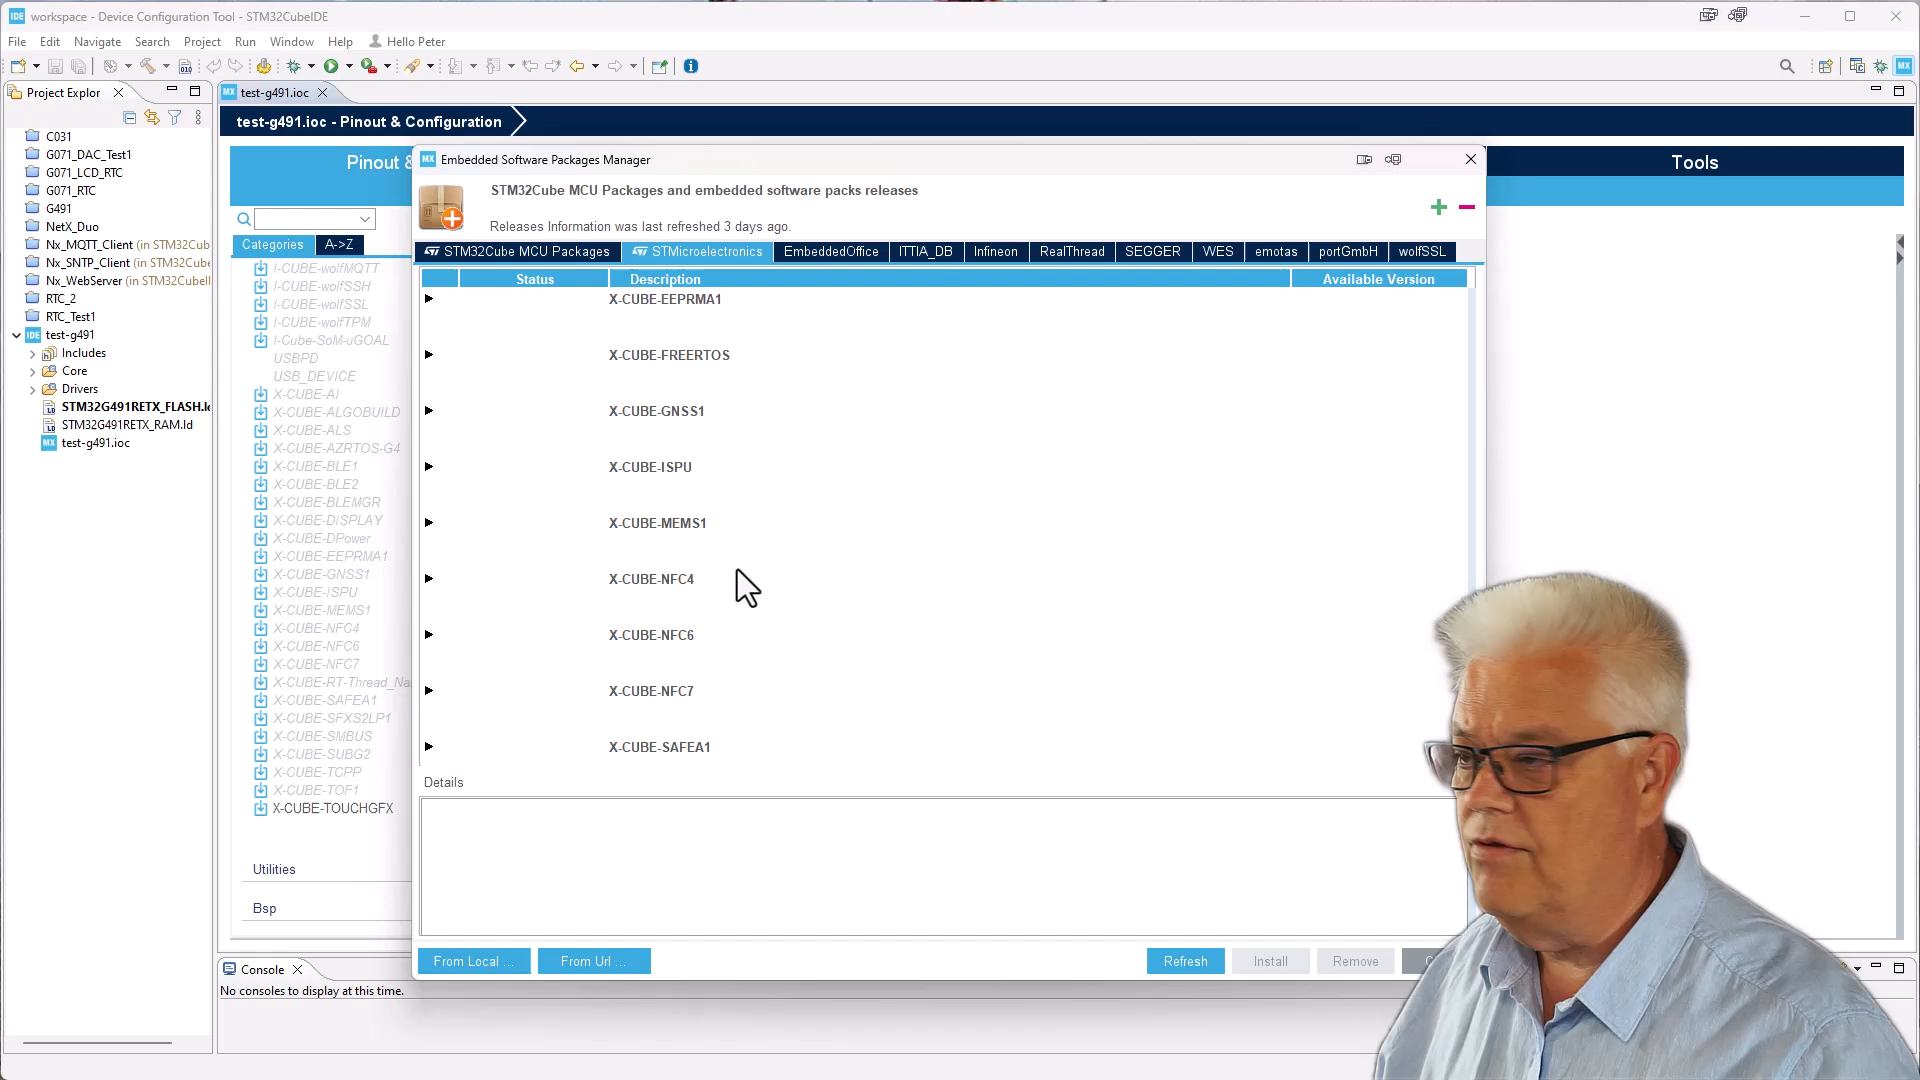 IDE workspace - Device Configuration Tool - STM32CubeIDE
File Edit Navigate Search Project Run Window Help Hello Peter
Project Explor
C031
G071_DAC_Test1
G071_LCD_RTC
G071_RTC
G491
NetX_Duo
Nx_MQTT_Client (in STM32Cub
Nx_SNTP_Client (in STM32Cube
Nx_WebServer (in STM32CubeI
RTC_2
RTC_Test1
IDE test-g491
Includes
Core
Drivers
STM32G491RETX_FLASH.l
STM32G491RETX_RAM.ld
MX test-g491.ioc
MX test-g491.ioc
test-g491.ioc - Pinout & Configuration
Pinout &
Tools
Categories A->Z
I-CUBE-wolfMQTT
I-CUBE-wolfSSH
I-CUBE-wolfSSL
I-CUBE-wolfTPM
I-Cube-SoM-uGOAL
USBPD
USB_DEVICE
X-CUBE-AI
X-CUBE-ALGOBUILD
X-CUBE-ALS
X-CUBE-AZRTOS-G4
X-CUBE-BLE1
X-CUBE-BLE2
X-CUBE-BLEMGR
X-CUBE-DISPLAY
X-CUBE-DPower
X-CUBE-EEPRMA1
X-CUBE-GNSS1
X-CUBE-ISPU
X-CUBE-MEMS1
X-CUBE-NFC4
X-CUBE-NFC6
X-CUBE-NFC7
X-CUBE-RT-Thread_Na
X-CUBE-SAFEA1
X-CUBE-SFXS2LP1
X-CUBE-SMBUS
X-CUBE-SUBG2
X-CUBE-TCPP
X-CUBE-TOF1
X-CUBE-TOUCHGFX
Utilities
Bsp
MX Embedded Software Packages Manager
STM32Cube MCU Packages and embedded software packs releases
Releases Information was last refreshed 3 days ago.
STM32Cube MCU Packages STMicroelectronics EmbeddedOffice ITTIA_DB Infineon RealThread SEGGER WES emotas portGmbH wolfSSL
Status Description Available Version
X-CUBE-EEPRMA1
X-CUBE-FREERTOS
X-CUBE-GNSS1
X-CUBE-ISPU
X-CUBE-MEMS1
X-CUBE-NFC4
X-CUBE-NFC6
X-CUBE-NFC7
X-CUBE-SAFEA1
Details
From Local ... From Url ... Refresh Install Remove
Console
No consoles to display at this time.